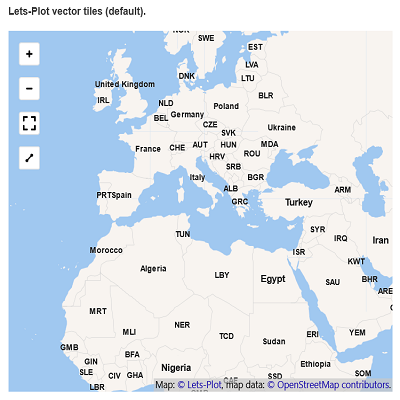 Lets-Plot vector tiles (default).
NOR
SWE
EST
LVA
LTU
DNK
United Kingdom
IRL
NLD
BLR
Poland
BEL
Germany
CZE
Ukraine
SVK
France
CHE
AUT
HUN
MDA
HRV
ROU
SRB
Italy
BGR
ALB
PRT
Spain
GRC
Turkey
ARM
TUN
SYR
IRQ
Iran
Morocco
ISR
KWT
Algeria
LBY
Egypt
SAU
BHR
ARE
MRT
MLI
NER
TCD
Sudan
ERI
YEM
GMB
GIN
BFA
SLE
CIV
GHA
Nigeria
Ethiopia
LBR
CAF
SSD
SOM
Map: © Lets-Plot, map data: © OpenStreetMap contributors.